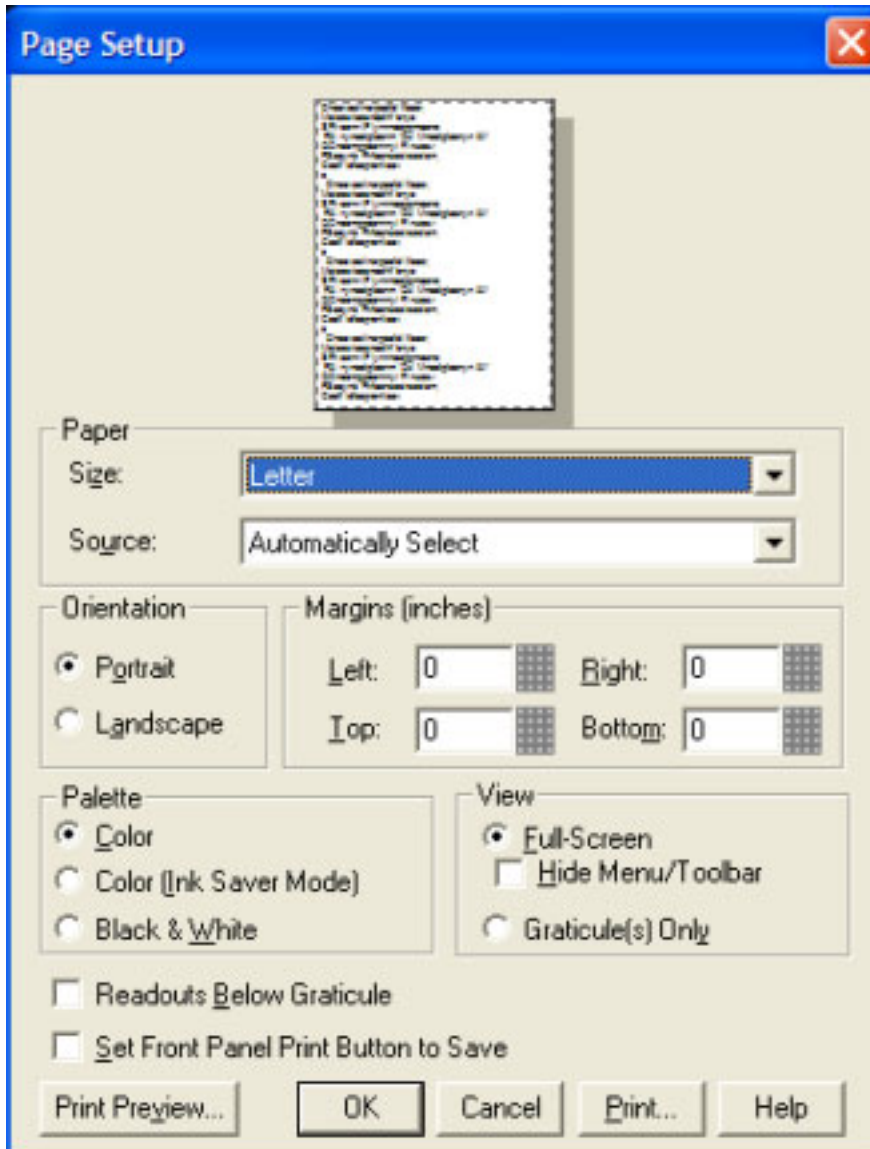 Page Setup
Paper
Size: Letter
Source: Automatically Select
Orientation
Portrait
Landscape
Margins (inches)
Left: 0 Right: 0
Top: 0 Bottom: 0
Palette
Color
Color (Ink Saver Mode)
Black & White
View
Full-Screen
Hide Menu/Toolbar
Graticule(s) Only
Readouts Below Graticule
Set Front Panel Print Button to Save
Print Preview... OK Cancel Print... Help